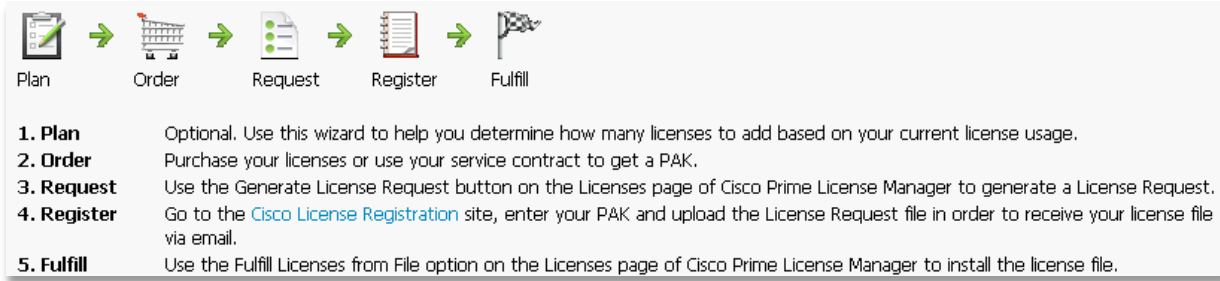 Plan Order Request Register Fulfill
1. Plan Optional. Use this wizard to help you determine how many licenses to add based on your current license usage.
2. Order Purchase your licenses or use your service contract to get a PAK.
3. Request Use the Generate License Request button on the Licenses page of Cisco Prime License Manager to generate a License Request.
4. Register Go to the Cisco License Registration site, enter your PAK and upload the License Request file in order to receive your license file
via email.
5. Fulfill Use the Fulfill Licenses from File option on the Licenses page of Cisco Prime License Manager to install the license file.